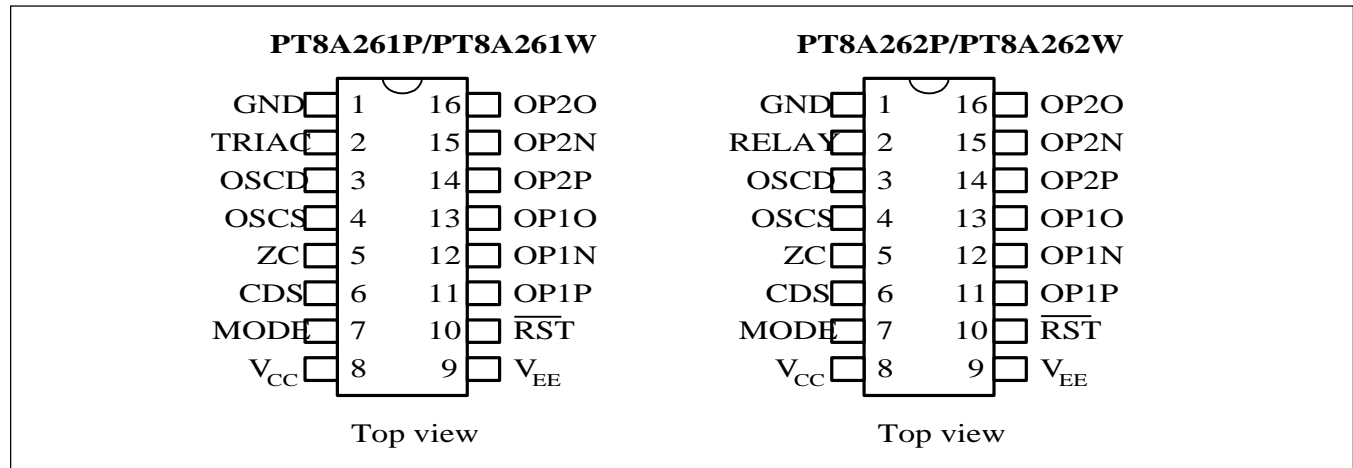 PT8A261P/PT8A261W PT8A262P/PT8A262W
GND 1 16 OP2O GND 1 16 OP2O
TRIAC 2 15 OP2N RELAY 2 15 OP2N
OSCD 3 14 OP2P OSCD 3 14 OP2P
OSCS 4 13 OP1O OSCS 4 13 OP1O
ZC 5 12 OP1N ZC 5 12 OP1N
CDS 6 11 OP1P CDS 6 11 OP1P
MODE 7 10 R̅S̅T̅ MODE 7 10 R̅S̅T̅
VCC 8 9 VEE VCC 8 9 VEE
Top view Top view